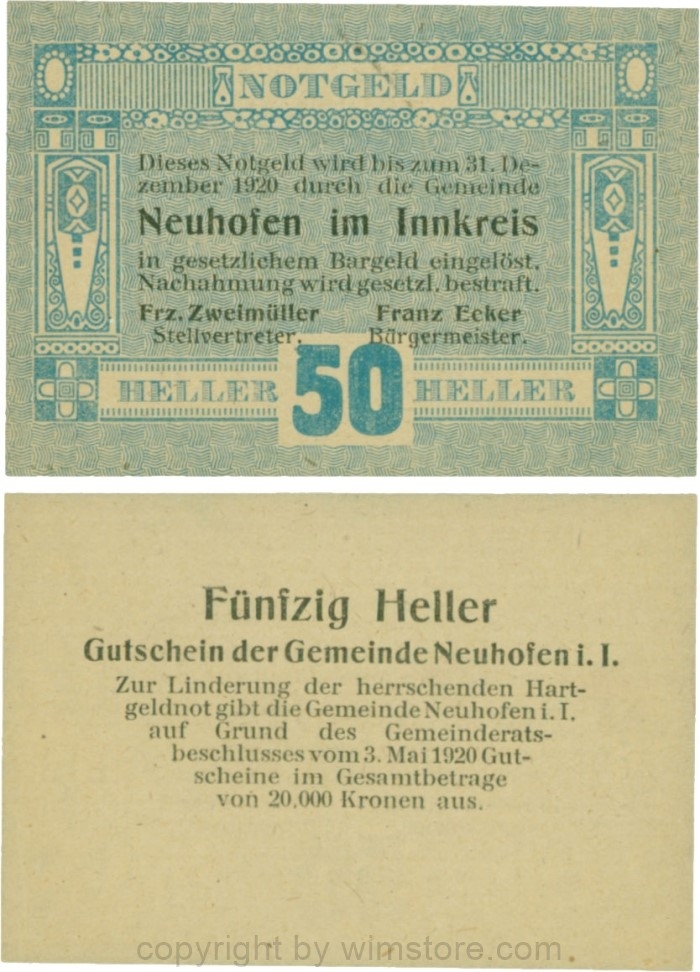 NOTGELD
Dieses Notgeld wird bis zum 31. De-
zember 1920 durch die Gemeinde
Neuhofen im Innkreis
in gesetzlichem Bargeld eingelöst.
Nachahmung wird gesetzl. bestraft.
Frz. Zweimüller Franz Ecker
Stellvertreter. Bürgermeister.
HELLER 50 HELLER
Fünfzig Heller
Gutschein der Gemeinde Neuhofen i. I.
Zur Linderung der herrschenden Hart-
geldnot gibt die Gemeinde Neuhofen i. I.
auf Grund des Gemeinderats-
beschlusses vom 3. Mai 1920 Gut-
scheine im Gesamtbetrage
von 20.000 Kronen aus.
copyright by wimstore.com